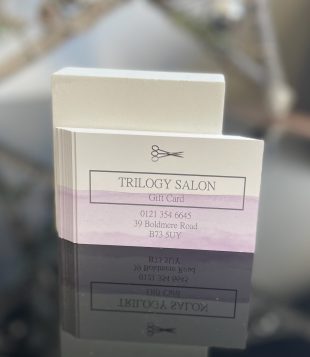 TRILOGY SALON
Gift Card
0121 354 6645
39 Boldmere Road
B73 5UY